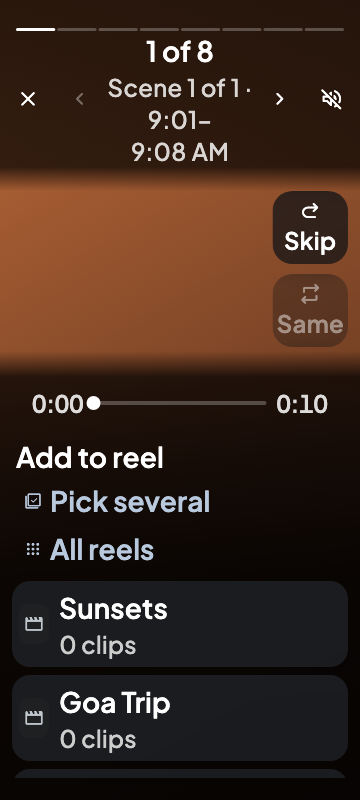 1 of 8
Scene 1 of 1 ·
9:01–
9:08 AM
Skip
Same
0:00
0:10
Add to reel
Pick several
All reels
Sunsets
0 clips
Goa Trip
0 clips